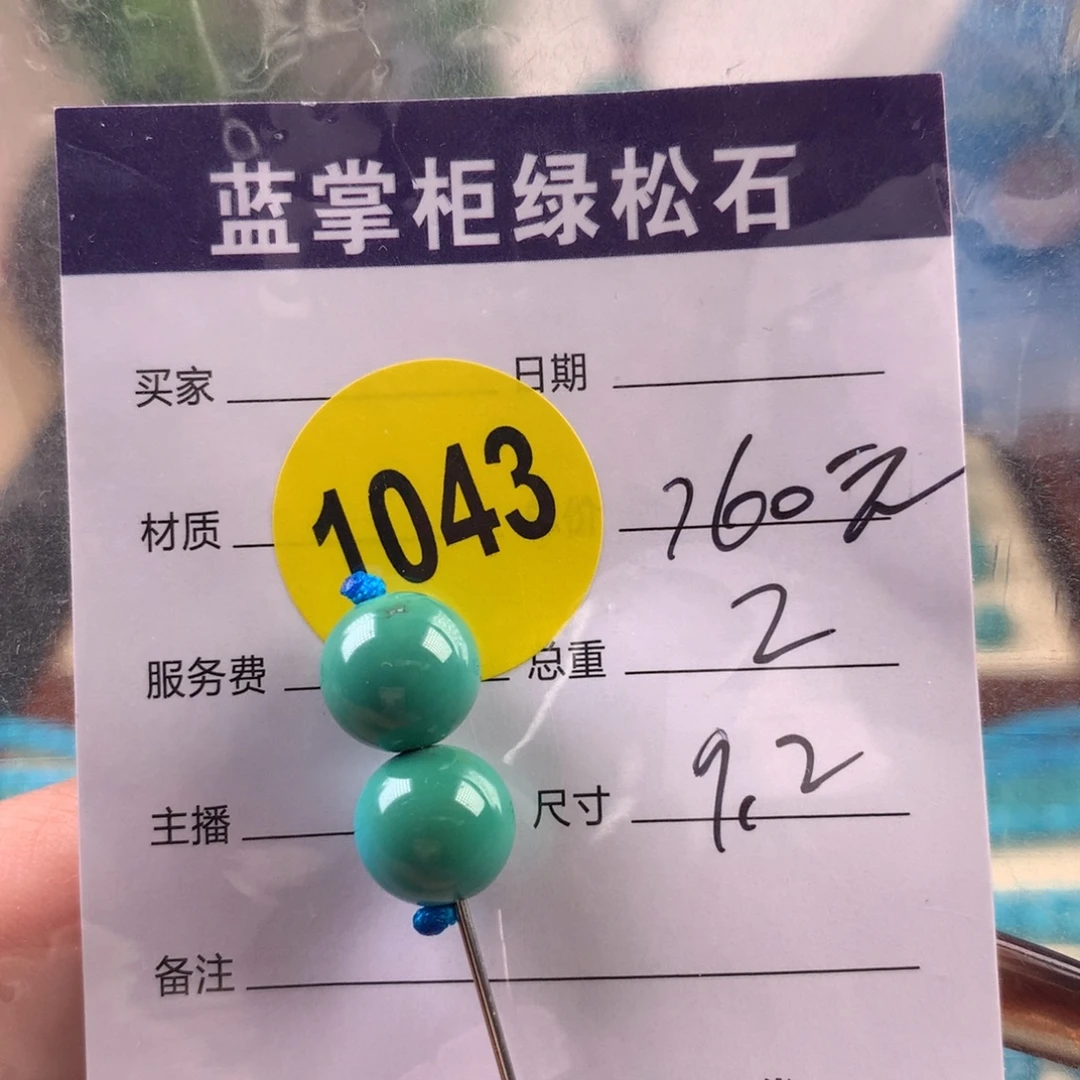 蓝掌柜绿松石
买家 日期
1043
材质 价 760元
服务费 总重 2
主播 尺寸 9.2
备注